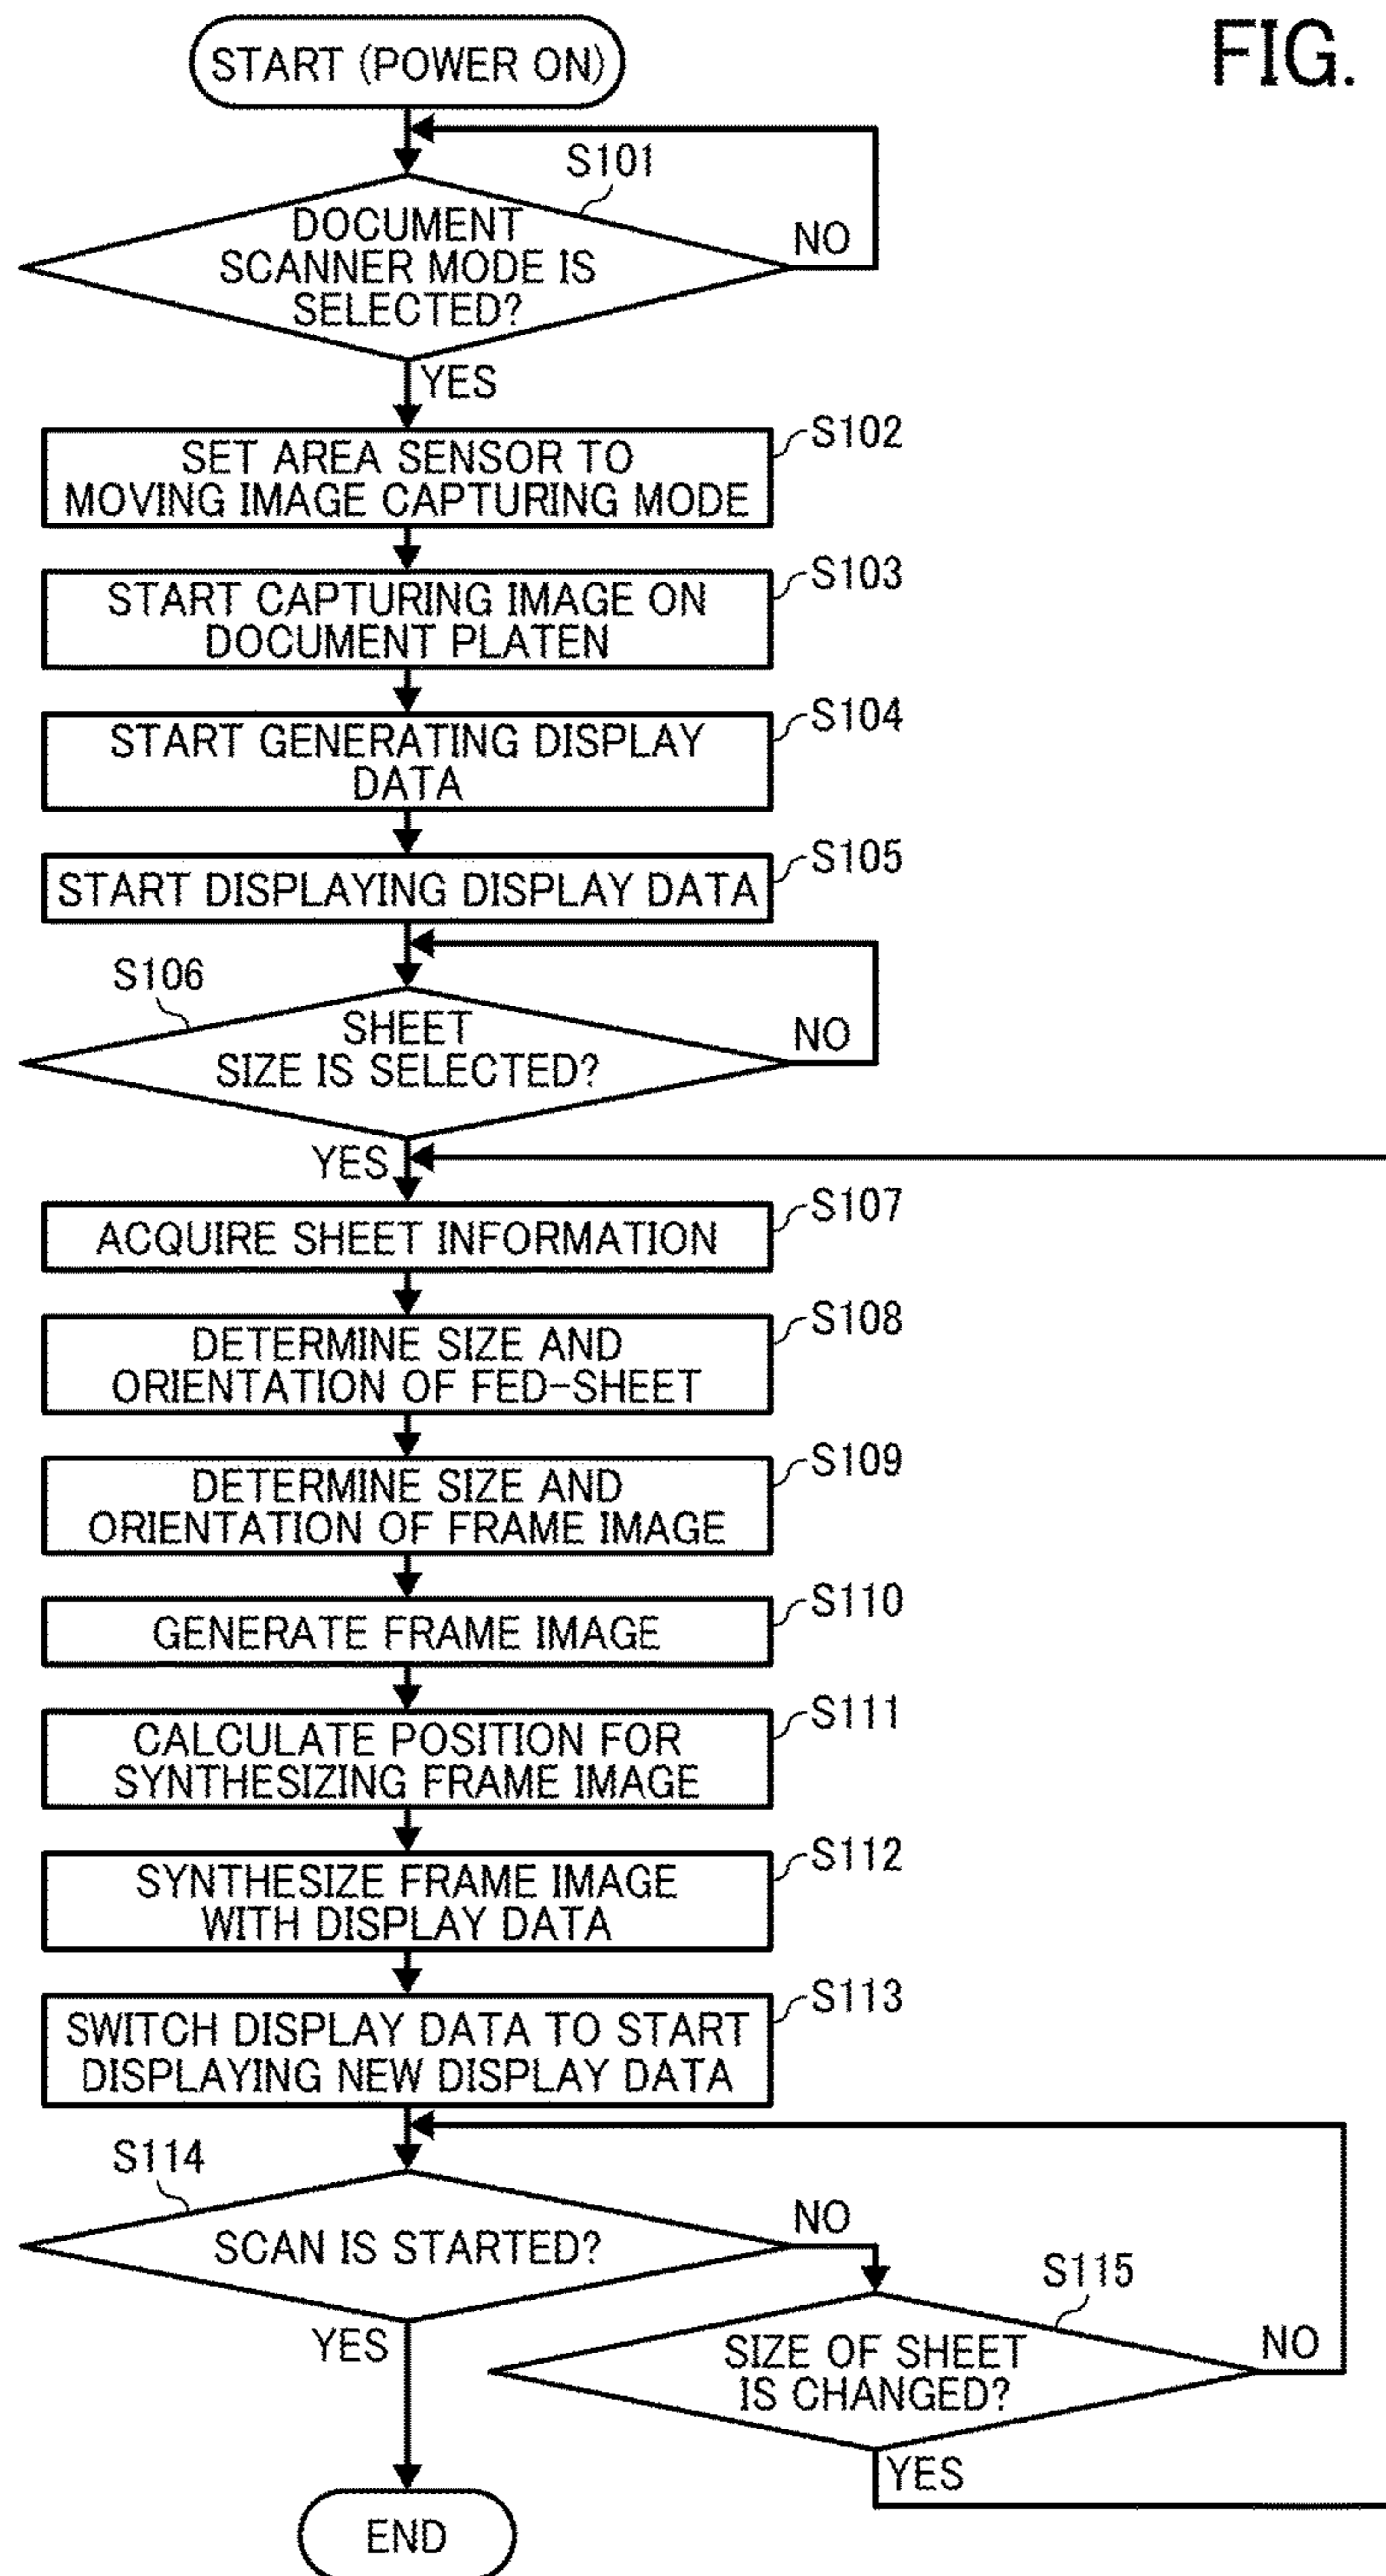 FIG.
START (POWER ON)
S101
DOCUMENT
SCANNER MODE IS
SELECTED?
NO
YES
S102
SET AREA SENSOR TO
MOVING IMAGE CAPTURING MODE
S103
START CAPTURING IMAGE ON
DOCUMENT PLATEN
S104
START GENERATING DISPLAY
DATA
S105
START DISPLAYING DISPLAY DATA
S106
SHEET
SIZE IS SELECTED?
NO
YES
S107
ACQUIRE SHEET INFORMATION
S108
DETERMINE SIZE AND
ORIENTATION OF FED-SHEET
S109
DETERMINE SIZE AND
ORIENTATION OF FRAME IMAGE
S110
GENERATE FRAME IMAGE
S111
CALCULATE POSITION FOR
SYNTHESIZING FRAME IMAGE
S112
SYNTHESIZE FRAME IMAGE
WITH DISPLAY DATA
S113
SWITCH DISPLAY DATA TO START
DISPLAYING NEW DISPLAY DATA
S114
SCAN IS STARTED?
NO
YES
S115
SIZE OF SHEET
IS CHANGED?
NO
YES
END